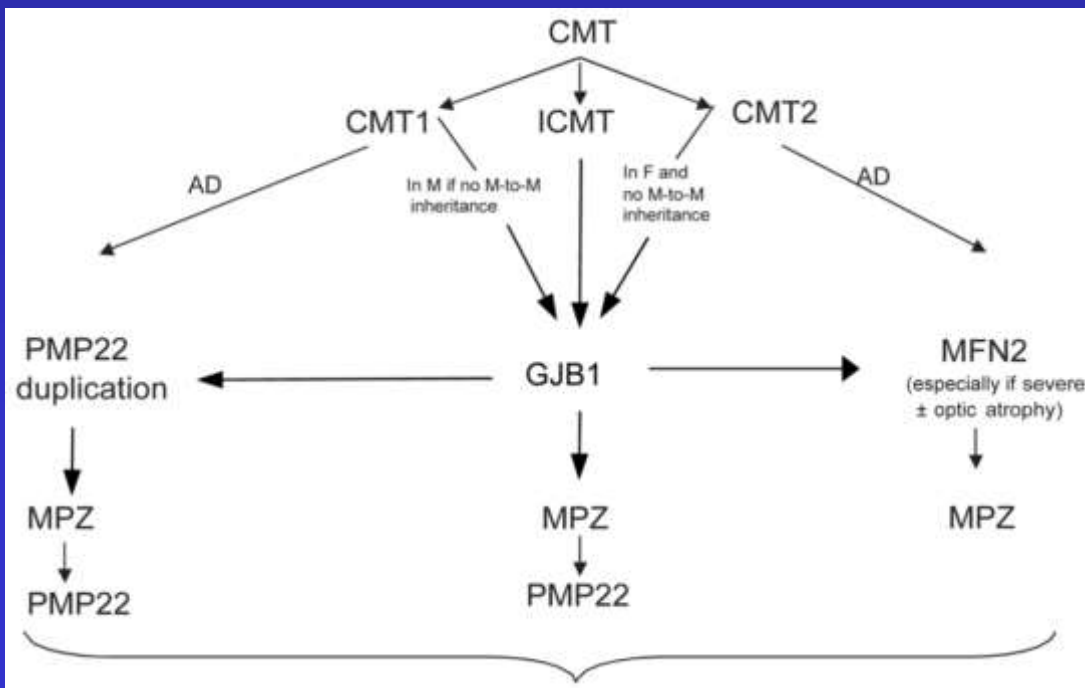 CMT
CMT1
ICMT
CMT2
AD
In M if no M-to-M
inheritance
In F and
no M-to-M
inheritance
AD
PMP22
duplication
GJB1
MFN2
(especially if severe
± optic atrophy)
MPZ
MPZ
MPZ
PMP22
PMP22